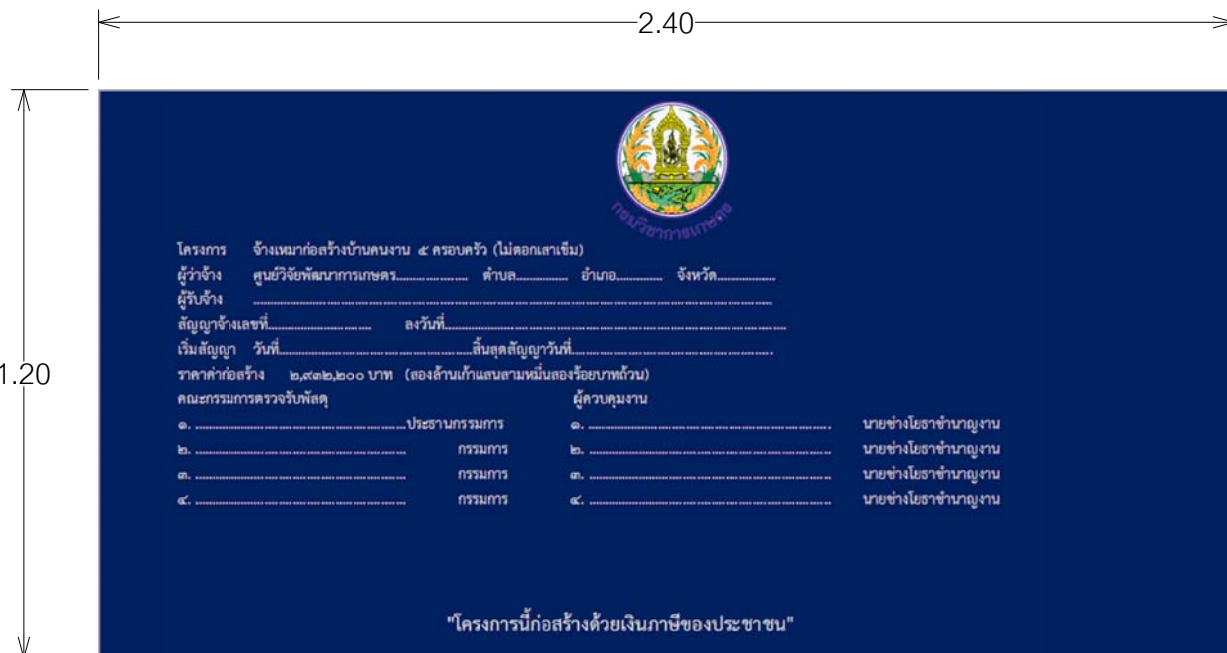 2.40
1.20
กรมวิชาการเกษตร
โครงการ จ้างเหมาก่อสร้างบ้านคนงาน ๕ ครอบครัว (ไม่ตอกเสาเข็ม)
ผู้ว่าจ้าง ศูนย์วิจัยพัฒนาการเกษตร.................... ตำบล............... อำเภอ............. จังหวัด................
ผู้รับจ้าง ................................................................................
สัญญาจ้างเลขที่.............................. ลงวันที่................................................................................
เริ่มสัญญา วันที่......................................................สิ้นสุดสัญญาวันที่..........................................................
ราคาค่าก่อสร้าง ๒,๙๓๒,๒๐๐ บาท (สองล้านเก้าแสนสามหมื่นสองร้อยบาทถ้วน)
คณะกรรมการตรวจรับพัสดุ ผู้ควบคุมงาน
๑. ............................................................ประธานกรรมการ ๑. ..................................................................... นายช่างโยธาชำนาญงาน
๒. ............................................................ กรรมการ ๒. ..................................................................... นายช่างโยธาชำนาญงาน
๓. ............................................................ กรรมการ ๓. ..................................................................... นายช่างโยธาชำนาญงาน
๔. ............................................................ กรรมการ ๔. ..................................................................... นายช่างโยธาชำนาญงาน
"โครงการนี้ก่อสร้างด้วยเงินภาษีของประชาชน"